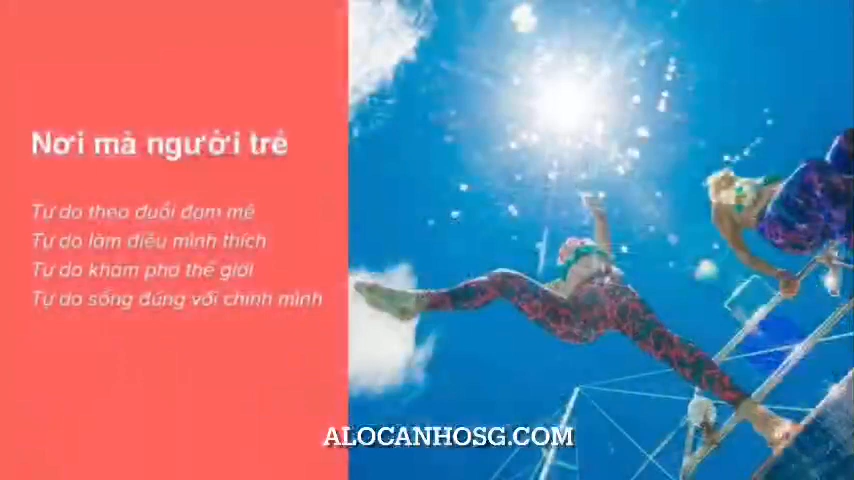 Nơi mà người trẻ
Tự do theo đuổi đam mê
Tự do làm điều mình thích
Tự do khám phá thế giới
Tự do sống đúng với chính mình
ALOCANHOSG.COM